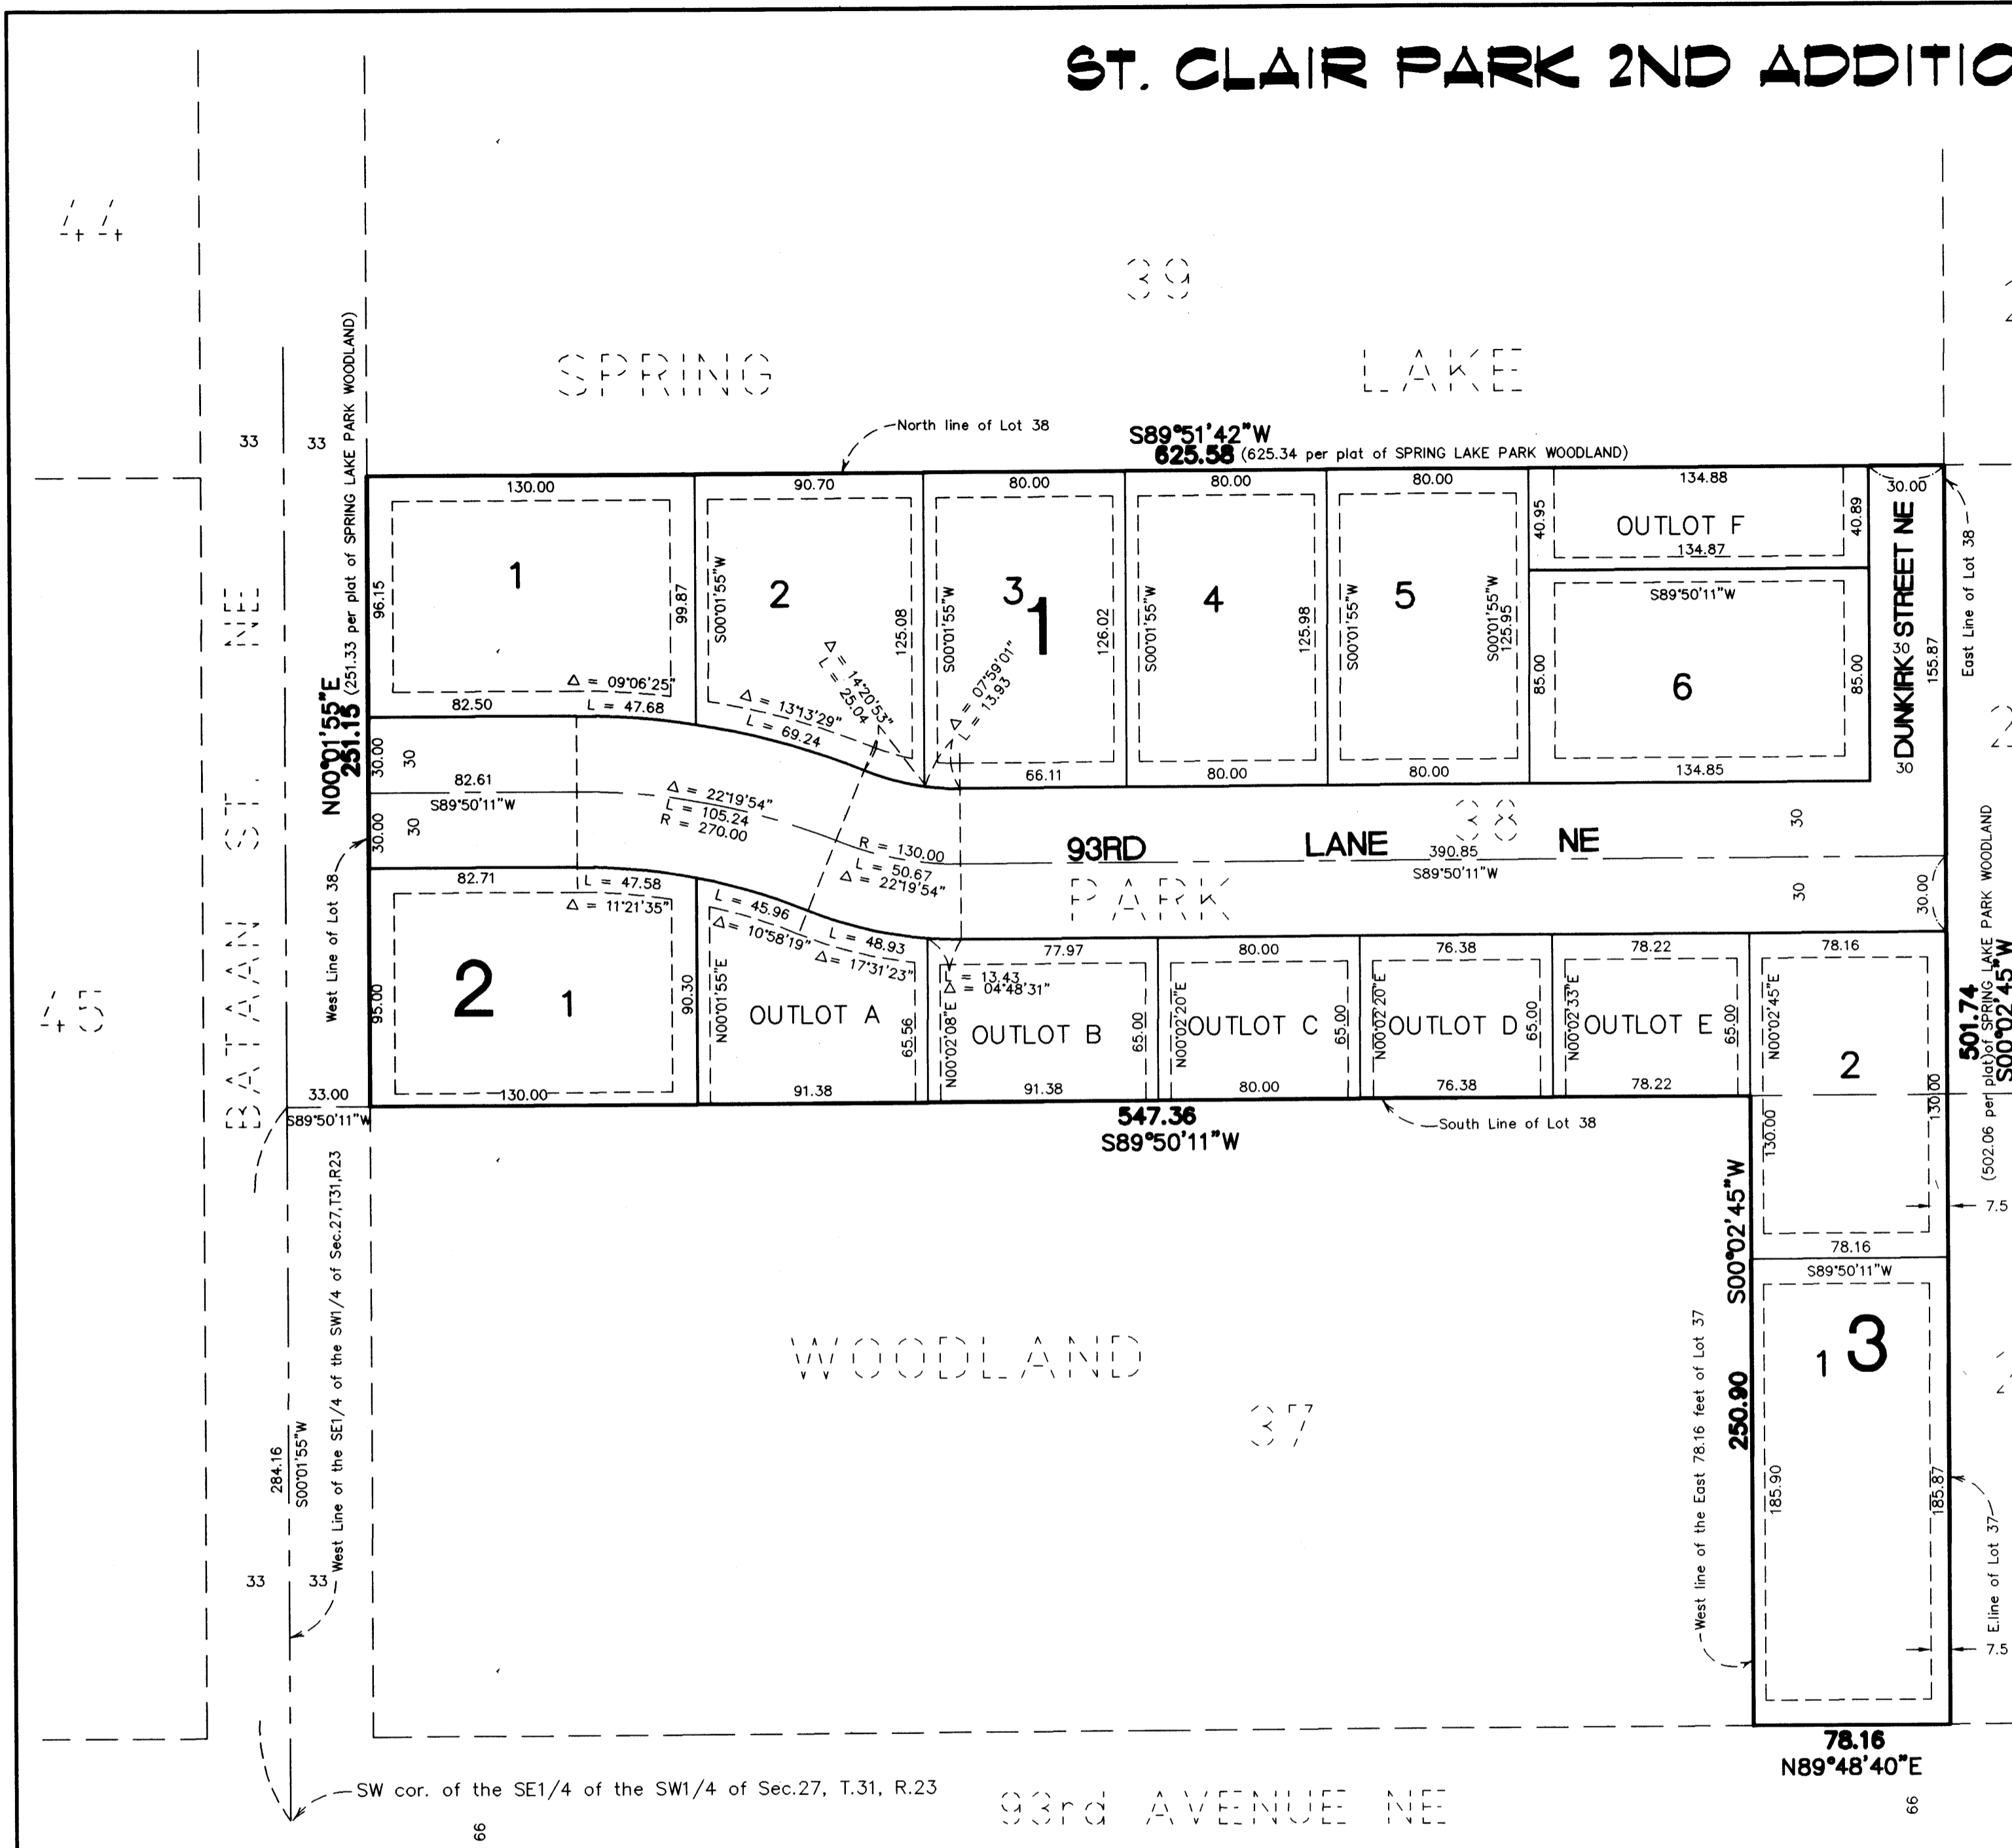 ST. CLAIR PARK 2ND ADDITIO
44
39
SPRING LAKE
33
33
North line of Lot 38
S89°51'42"W
625.58 (625.34 per plat of SPRING LAKE PARK WOODLAND)
N00°01'55"E
251.15 (251.33 per plat of SPRING LAKE PARK WOODLAND)
130.00
90.70
80.00
80.00
80.00
134.88
30.00
96.15
1
99.87
S00°01'55"W
2
125.08
S00°01'55"W
3
1
126.02
S00°01'55"W
4
125.98
S00°01'55"W
5
S00°01'55"W
125.95
40.95
OUTLOT F
40.89
134.87
S89°50'11"W
85.00
6
85.00
134.85
DUNKIRK STREET NE
30
30
155.87
East Line of Lot 38
Δ = 09°06'25"
L = 47.68
82.50
Δ = 13°13'29"
L = 69.24
Δ = 14°20'53"
L = 25.04
Δ = 07°59'01"
L = 13.93
66.11
80.00
80.00
BATAAN ST. NE
30.00
30
82.61
S89°50'11"W
30.00
30
Δ = 22°19'54"
L = 105.24
R = 270.00
R = 130.00
L = 50.67
Δ = 22°19'54"
93RD LANE NE
38
390.85
S89°50'11"W
30
30
30.00
PARK
West Line of Lot 38
82.71
L = 47.58
Δ = 11°21'35"
L = 45.96
Δ = 10°58'19"
L = 48.93
Δ = 17°31'23"
L = 13.43
Δ = 04°48'31"
77.97
80.00
76.38
78.22
78.16
45
95.00
2
1
90.30
N00°01'55"E
OUTLOT A
65.56
N00°02'08"E
OUTLOT B
65.00
N00°02'20"E
OUTLOT C
65.00
N00°02'20"E
OUTLOT D
65.00
N00°02'33"E
OUTLOT E
65.00
N00°02'45"E
2
130.00
130.00
33.00
S89°50'11"W
130.00
91.38
91.38
80.00
76.38
78.22
547.36
S89°50'11"W
South Line of Lot 38
501.74
(502.06 per plat of SPRING LAKE PARK WOODLAND
S00°02'45"W
7.5
78.16
S89°50'11"W
S00°02'45"W
250.90
West line of the East 78.16 feet of Lot 37
1
3
185.90
185.87
E.line of Lot 37
7.5
WOODLAND
37
284.16
S00°01'55"W
West Line of the SE1/4 of the SW1/4 of Sec.27,T31,R23
33
33
78.16
N89°48'40"E
SW cor. of the SE1/4 of the SW1/4 of Sec.27, T.31, R.23
93rd AVENUE NE
66
66